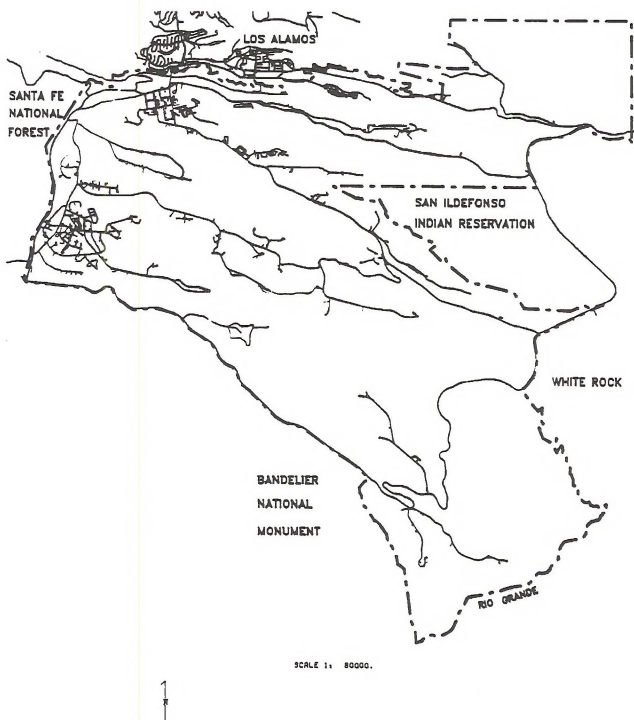 LOS ALAMOS
SANTA FE
NATIONAL
FOREST
SAN ILDEFONSO
INDIAN RESERVATION
WHITE ROCK
BANDELIER
NATIONAL
MONUMENT
RIO GRANDE
SCALE 1: 80000.